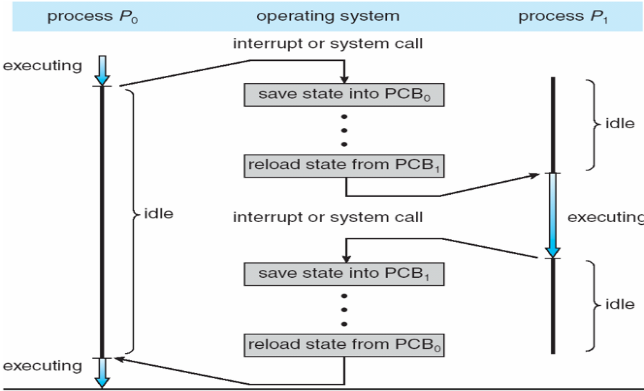 process P0 operating system process P1
interrupt or system call
executing
save state into PCB0
idle
reload state from PCB1
idle
interrupt or system call
executing
save state into PCB1
idle
reload state from PCB0
executing